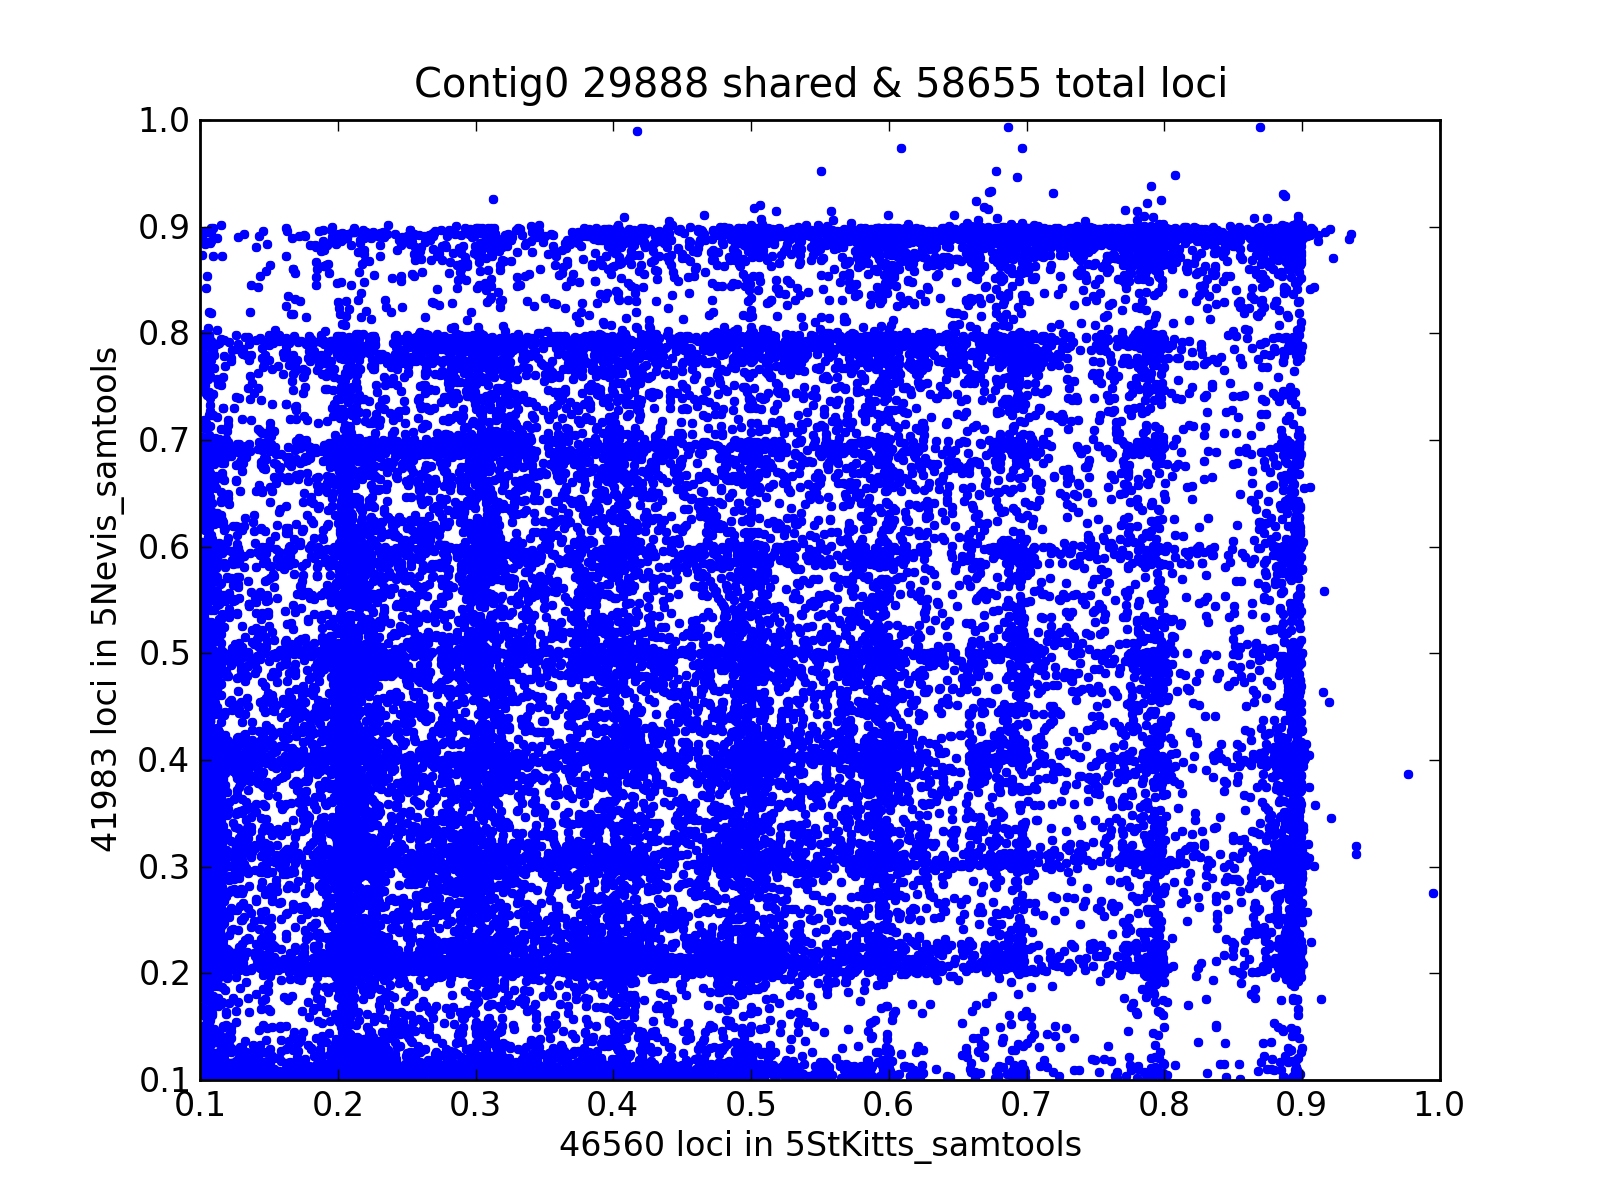 Contig0 29888 shared & 58655 total loci
1.0
0.9
0.8
0.7
0.6
0.5
0.4
0.3
0.2
0.1
41983 loci in 5Nevis_samtools
0.1 0.2 0.3 0.4 0.5 0.6 0.7 0.8 0.9 1.0
46560 loci in 5StKitts_samtools